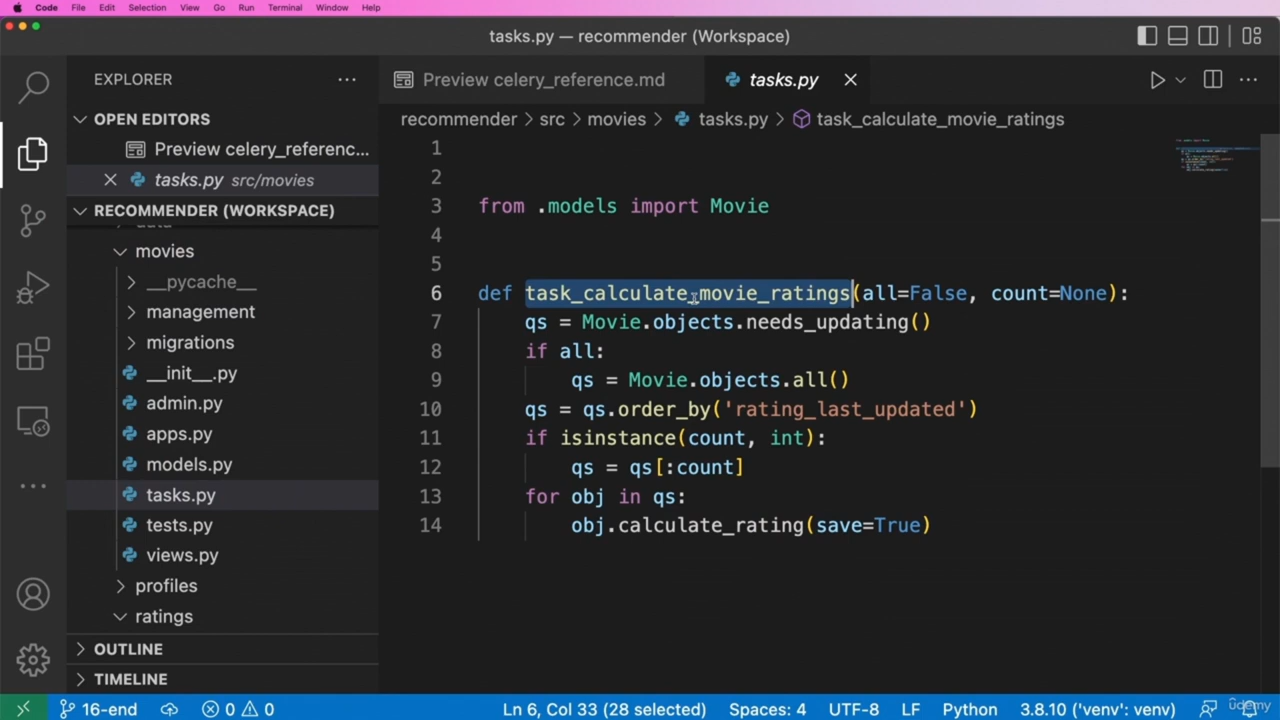 Code File Edit Selection View Go Run Terminal Window Help
tasks.py — recommender (Workspace)
EXPLORER ...
Preview celery_reference.md
tasks.py
OPEN EDITORS
recommender > src > movies > tasks.py > task_calculate_movie_ratings
Preview celery_referenc...
tasks.py src/movies
RECOMMENDER (WORKSPACE)
data
movies
__pycache__
management
migrations
__init__.py
admin.py
apps.py
models.py
tasks.py
tests.py
views.py
profiles
ratings
OUTLINE
TIMELINE
1
2
3 from .models import Movie
4
5
6 def task_calculate_movie_ratings(all=False, count=None):
7 qs = Movie.objects.needs_updating()
8 if all:
9 qs = Movie.objects.all()
10 qs = qs.order_by('rating_last_updated')
11 if isinstance(count, int):
12 qs = qs[:count]
13 for obj in qs:
14 obj.calculate_rating(save=True)
16-end 0 0 Ln 6, Col 33 (28 selected) Spaces: 4 UTF-8 LF Python 3.8.10 ('venv': venv)
udemy